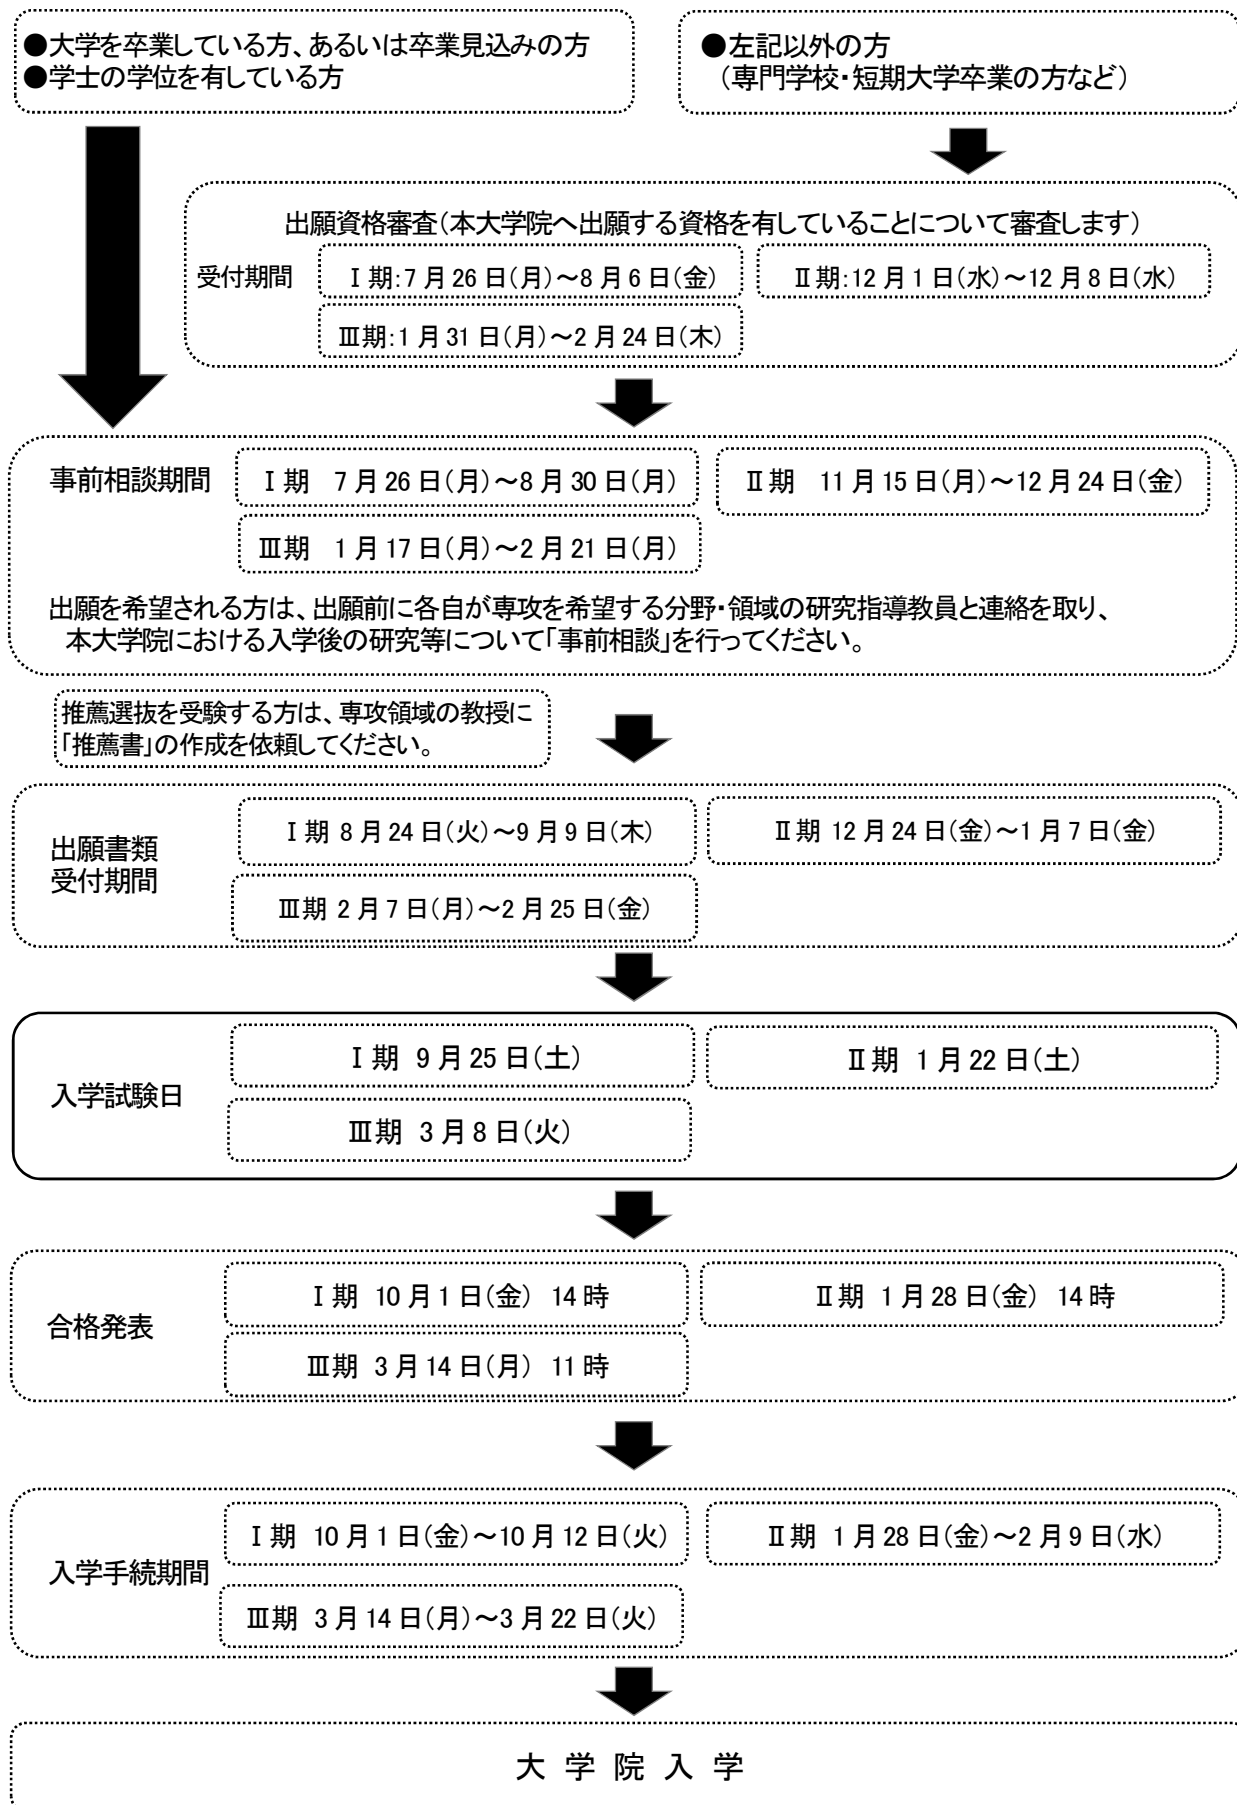 ●大学を卒業している方、あるいは卒業見込みの方
●学士の学位を有している方
●左記以外の方
（専門学校・短期大学卒業の方など）
出願資格審査（本大学院へ出願する資格を有していることについて審査します）
受付期間
Ⅰ期：7月26日（月）～8月6日（金）
Ⅱ期：12月1日（水）～12月8日（水）
Ⅲ期：1月31日（月）～2月24日（木）
事前相談期間
Ⅰ期 7月26日（月）～8月30日（月）
Ⅱ期 11月15日（月）～12月24日（金）
Ⅲ期 1月17日（月）～2月21日（月）
出願を希望される方は、出願前に各自が専攻を希望する分野・領域の研究指導教員と連絡を取り、
本大学院における入学後の研究等について「事前相談」を行ってください。
推薦選抜を受験する方は、専攻領域の教授に
「推薦書」の作成を依頼してください。
出願書類
受付期間
Ⅰ期 8月24日（火）～9月9日（木）
Ⅱ期 12月24日（金）～1月7日（金）
Ⅲ期 2月7日（月）～2月25日（金）
入学試験日
Ⅰ期 9月25日（土）
Ⅱ期 1月22日（土）
Ⅲ期 3月8日（火）
合格発表
Ⅰ期 10月1日（金） 14時
Ⅱ期 1月28日（金） 14時
Ⅲ期 3月14日（月） 11時
入学手続期間
Ⅰ期 10月1日（金）～10月12日（火）
Ⅱ期 1月28日（金）～2月9日（水）
Ⅲ期 3月14日（月）～3月22日（火）
大 学 院 入 学